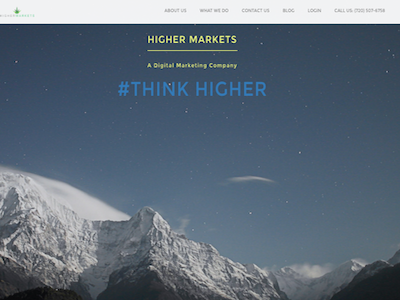 HIGHER MARKETS
ABOUT US WHAT WE DO CONTACT US BLOG LOGIN CALL US: (720) 507-6758
HIGHER MARKETS
A Digital Marketing Company
#THINK HIGHER